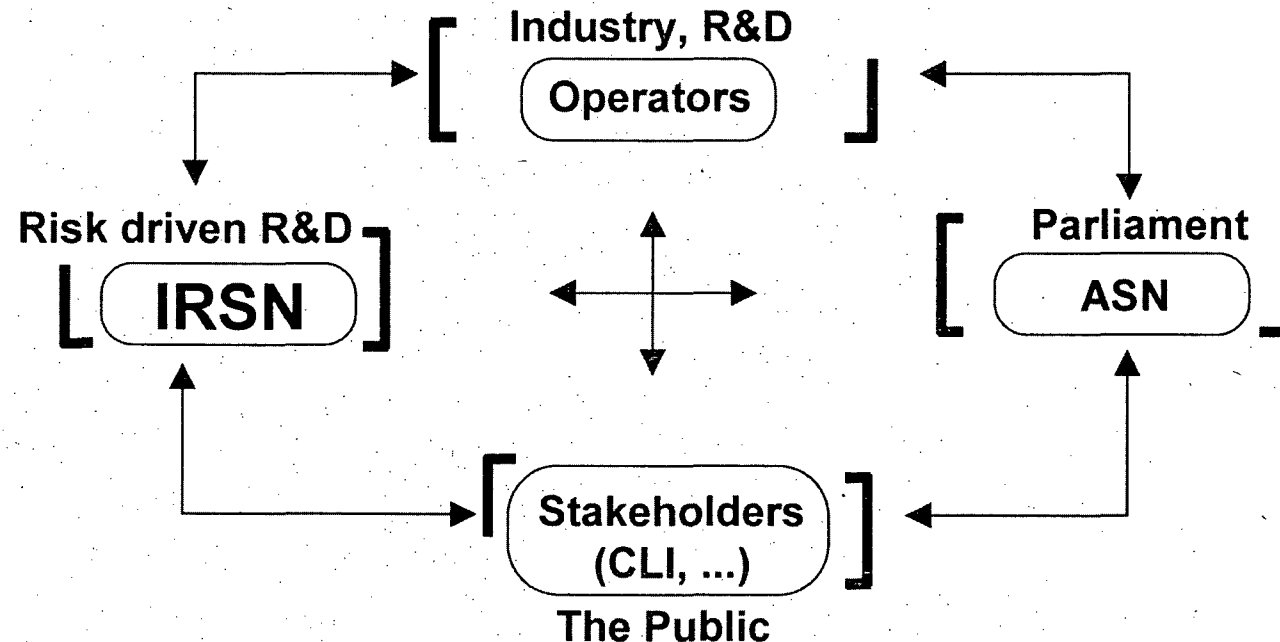 Industry, R&D
Operators
Risk driven R&D
IRSN
Parliament
ASN
Stakeholders
(CLI, ...)
The Public